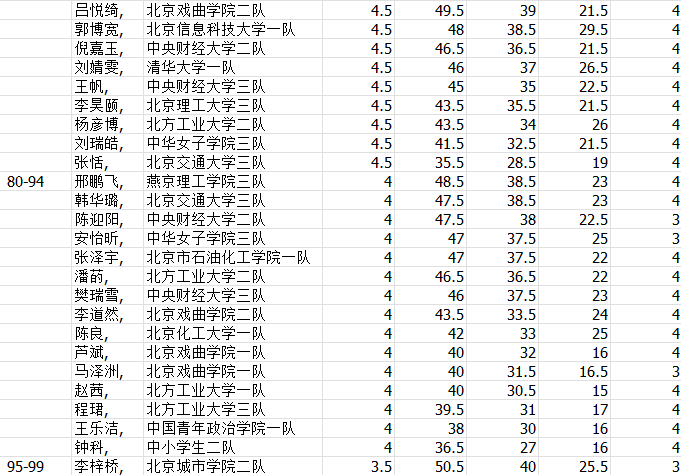 吕悦绮, 北京戏曲学院二队 4.5 49.5 39 21.5 4
郭博宽, 北京信息科技大学一队 4.5 48 38.5 29.5 4
倪嘉玉, 中央财经大学二队 4.5 46.5 36.5 21.5 4
刘婧雯, 清华大学一队 4.5 46 37 26.5 4
王帆, 中央财经大学三队 4.5 45 35 22.5 4
李昊颐, 北京理工大学三队 4.5 43.5 35.5 21.5 4
杨彦博, 北方工业大学二队 4.5 43.5 34 26 4
刘瑞皓, 中华女子学院三队 4.5 41.5 32.5 21.5 4
张恬, 北京交通大学三队 4.5 35.5 28.5 19 4
80-94 邢鹏飞, 燕京理工学院三队 4 48.5 38.5 23 4
韩华璐, 北京交通大学三队 4 47.5 38.5 23 4
陈迎阳, 中央财经大学二队 4 47.5 38 22.5 3
安怡昕, 中华女子学院三队 4 47 37.5 25 3
张泽宇, 北京市石油化工学院一队 4 47 37.5 22 4
潘菂, 北方工业大学二队 4 46.5 36.5 22 4
樊瑞雪, 中央财经大学三队 4 46 37.5 23 4
李道然, 北京戏曲学院二队 4 43.5 33.5 24 4
陈良, 北京化工大学一队 4 42 33 25 4
芦斌, 北京戏曲学院一队 4 40 32 16 4
马泽洲, 北京戏曲学院一队 4 40 31.5 16.5 3
赵茜, 北方工业大学一队 4 40 30.5 15 4
程珺, 北方工业大学三队 4 39.5 31 17 4
王乐洁, 中国青年政治学院一队 4 38 30 16 4
钟科, 中小学生二队 4 36.5 27 16 4
95-99 李梓桥, 北京城市学院二队 3.5 50.5 40 25.5 3